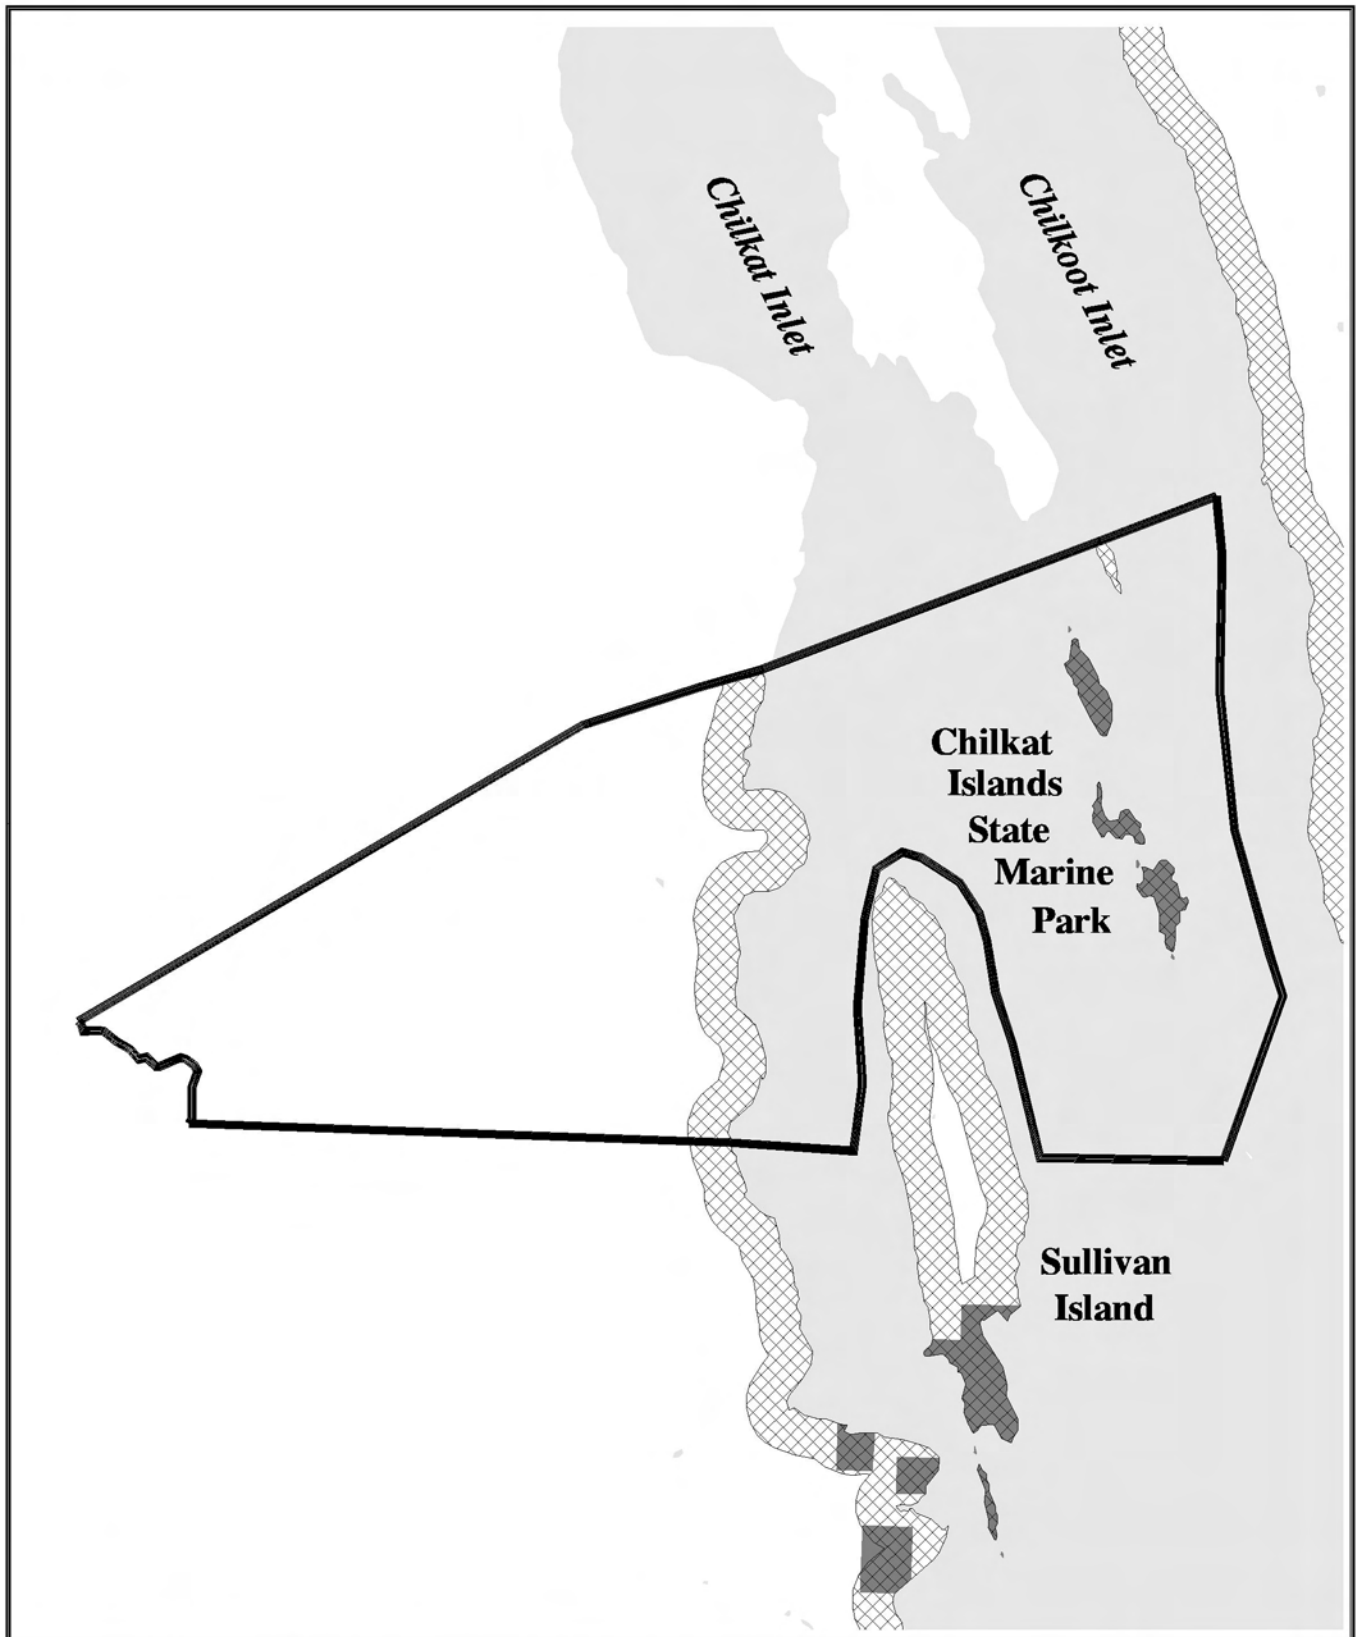 Chilkat Inlet
Chilkoot Inlet
Chilkat
Islands
State
Marine
Park
Sullivan
Island